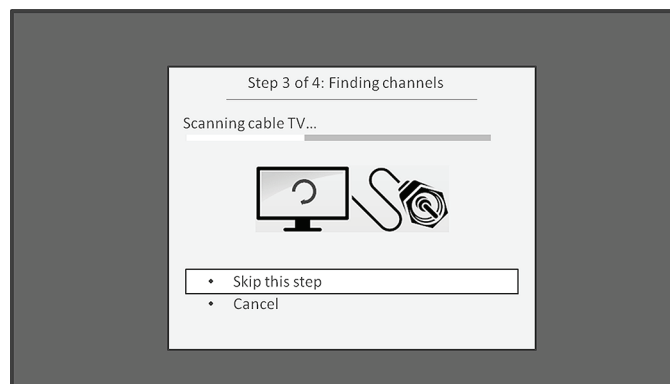 Step 3 of 4: Finding channels
Scanning cable TV...
Skip this step
Cancel